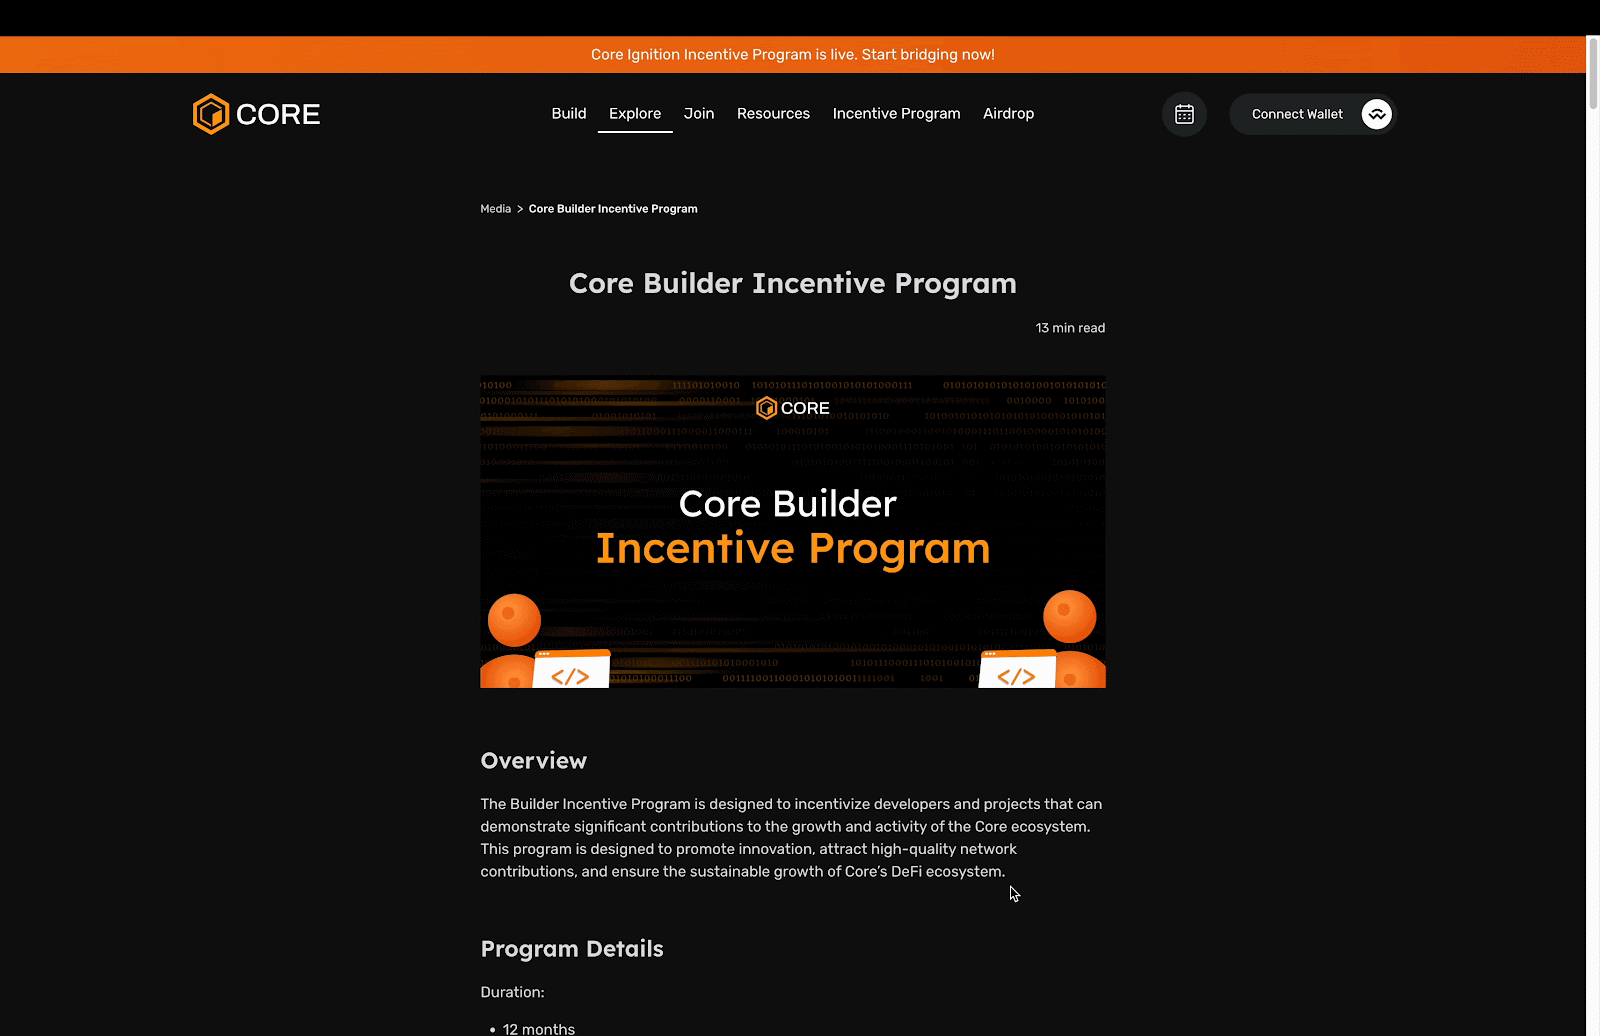 Core Ignition Incentive Program is live. Start bridging now!
CORE
Build Explore Join Resources Incentive Program Airdrop
Connect Wallet
Media > Core Builder Incentive Program
Core Builder Incentive Program
13 min read
CORE
Core Builder
Incentive Program
</>
</>
Overview
The Builder Incentive Program is designed to incentivize developers and projects that can
demonstrate significant contributions to the growth and activity of the Core ecosystem.
This program is designed to promote innovation, attract high-quality network
contributions, and ensure the sustainable growth of Core’s DeFi ecosystem.
Program Details
Duration:
• 12 months